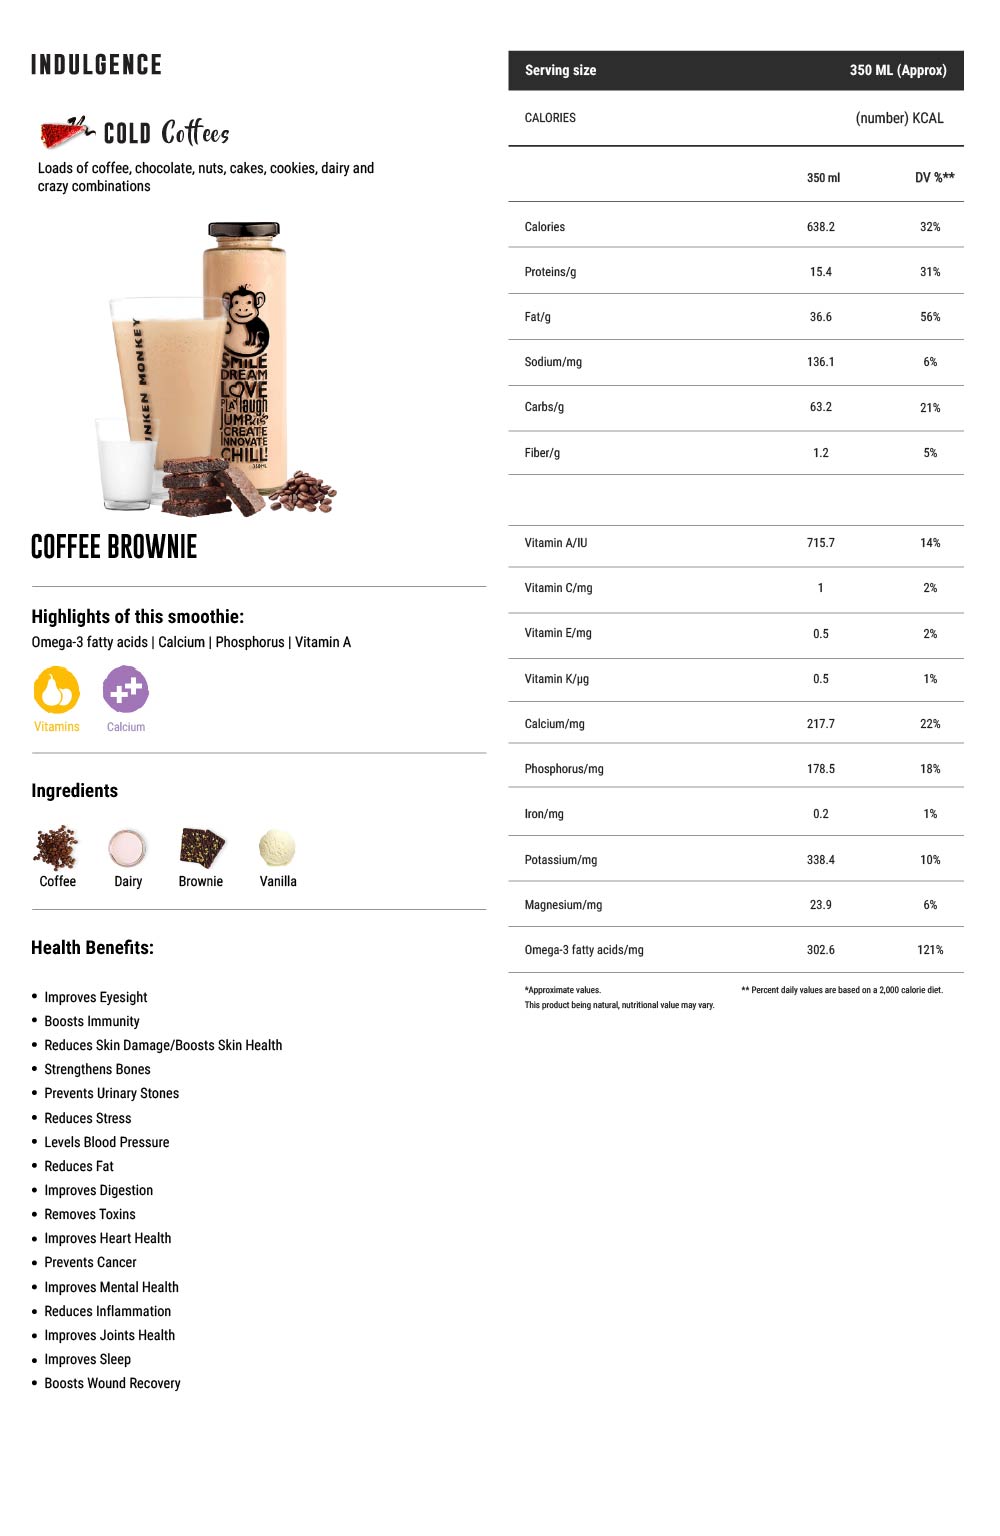 INDULGENCE
COLD Coffees
Loads of coffee, chocolate, nuts, cakes, cookies, dairy and
crazy combinations
DRUNKEN MONKEY
SMILE
DREAM
LOVE
PLAY laugh
JUMP kiss
CREATE
INNOVATE
CHILL!
350ML
COFFEE BROWNIE
Highlights of this smoothie:
Omega-3 fatty acids | Calcium | Phosphorus | Vitamin A
Vitamins Calcium
Ingredients
Coffee Dairy Brownie Vanilla
Health Benefits:
• Improves Eyesight
• Boosts Immunity
• Reduces Skin Damage/Boosts Skin Health
• Strengthens Bones
• Prevents Urinary Stones
• Reduces Stress
• Levels Blood Pressure
• Reduces Fat
• Improves Digestion
• Removes Toxins
• Improves Heart Health
• Prevents Cancer
• Improves Mental Health
• Reduces Inflammation
• Improves Joints Health
• Improves Sleep
• Boosts Wound Recovery
Serving size 350 ML (Approx)
CALORIES (number) KCAL
350 ml DV %**
Calories 638.2 32%
Proteins/g 15.4 31%
Fat/g 36.6 56%
Sodium/mg 136.1 6%
Carbs/g 63.2 21%
Fiber/g 1.2 5%
Vitamin A/IU 715.7 14%
Vitamin C/mg 1 2%
Vitamin E/mg 0.5 2%
Vitamin K/µg 0.5 1%
Calcium/mg 217.7 22%
Phosphorus/mg 178.5 18%
Iron/mg 0.2 1%
Potassium/mg 338.4 10%
Magnesium/mg 23.9 6%
Omega-3 fatty acids/mg 302.6 121%
*Approximate values. ** Percent daily values are based on a 2,000 calorie diet.
This product being natural, nutritional value may vary.